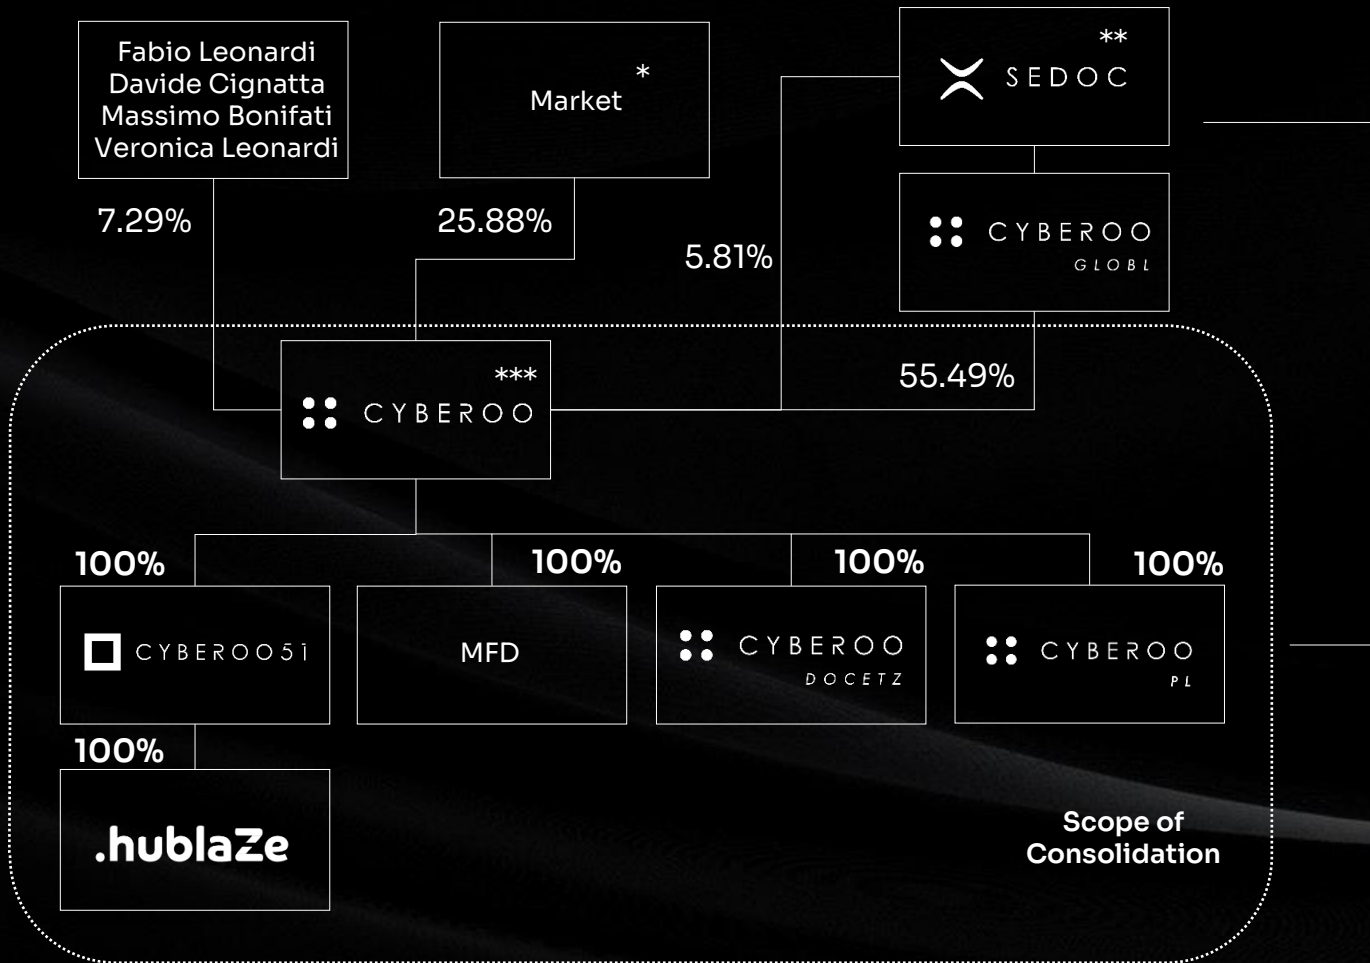 Fabio Leonardi
Davide Cignatta
Massimo Bonifati
Veronica Leonardi
*
Market
**
SEDOC
7.29%
25.88%
5.81%
CYBEROO
GLOBL
55.49%
***
CYBEROO
100%
100%
100%
100%
CYBEROO51
MFD
CYBEROO
DOCETZ
CYBEROO
PL
100%
.hublaze
Scope of
Consolidation